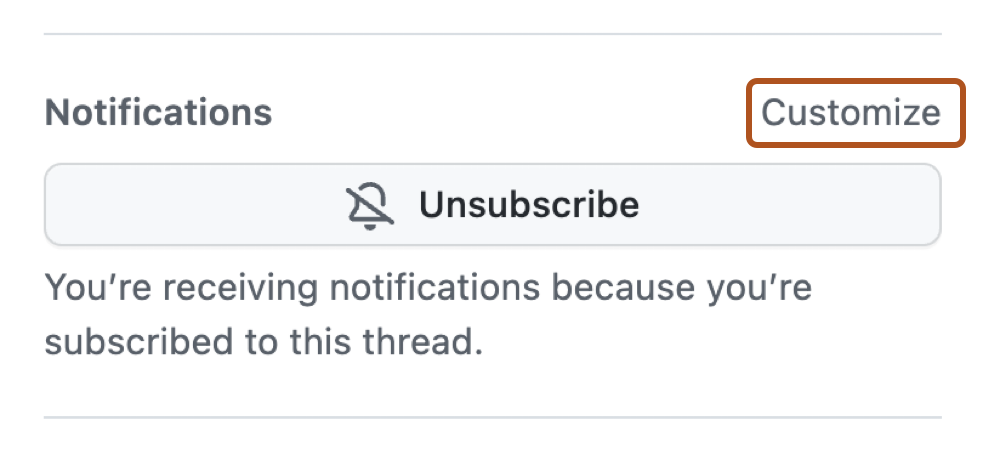 Notifications
Customize
Unsubscribe
You’re receiving notifications because you’re
subscribed to this thread.